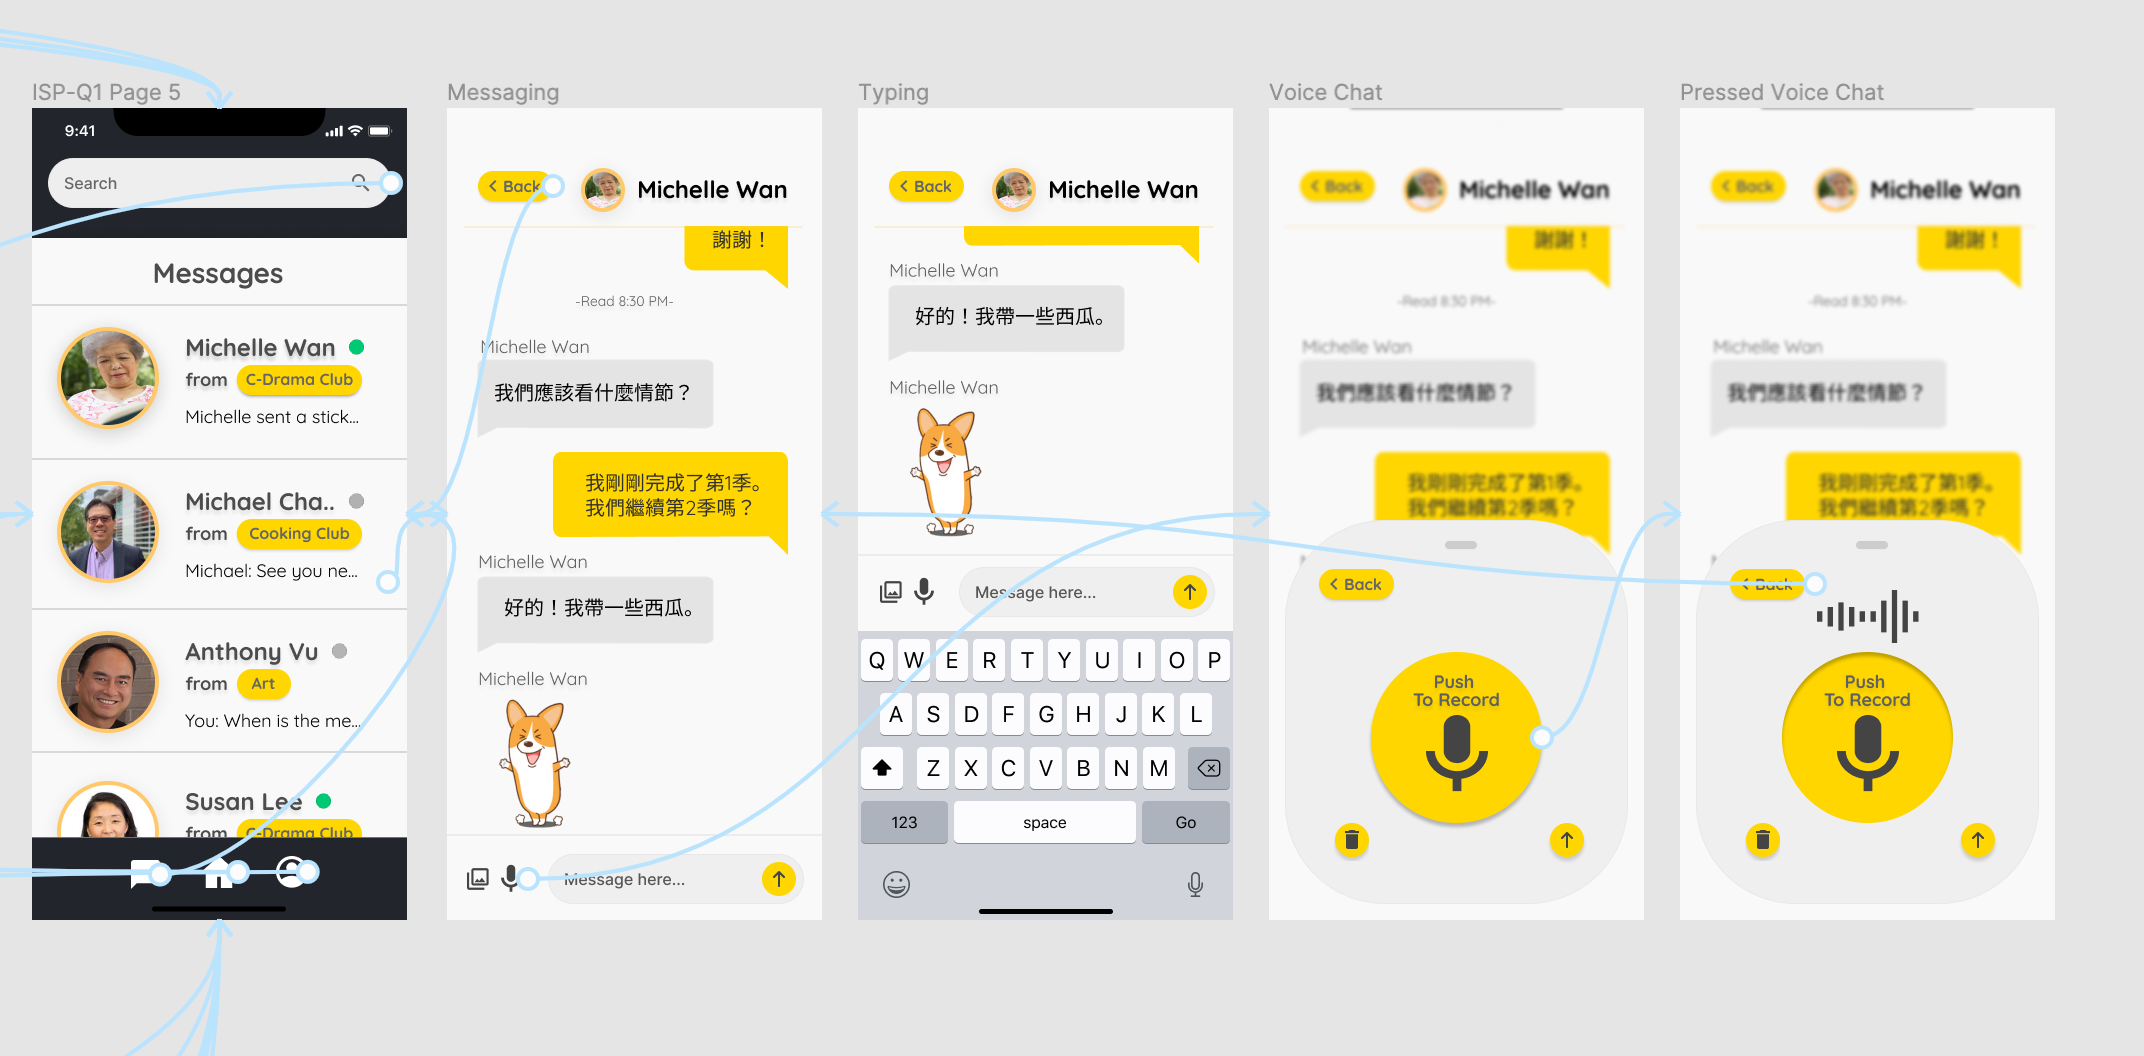 ISP-Q1 Page 5
9:41
Search
Messages
Michelle Wan
from C-Drama Club
Michelle sent a stick...
Michael Cha..
from Cooking Club
Michael: See you ne...
Anthony Vu
from Art
You: When is the me...
Susan Lee
from C-Drama Club
Messaging
Back
Michelle Wan
謝謝！
-Read 8:30 PM-
Michelle Wan
我們應該看什麼情節？
我剛剛完成了第1季。
我們繼續第2季嗎？
Michelle Wan
好的！我帶一些西瓜。
Michelle Wan
Message here...
Typing
Back
Michelle Wan
Michelle Wan
好的！我帶一些西瓜。
Michelle Wan
Message here...
Q W E R T Y U I O P
A S D F G H J K L
Z X C V B N M
123 space Go
Voice Chat
Back
Michelle Wan
謝謝！
-Read 8:30 PM-
Michelle Wan
我們應該看什麼情節？
我剛剛完成了第1季。
我們繼續第2季嗎？
Back
Push
To Record
Pressed Voice Chat
Back
Michelle Wan
謝謝！
-Read 8:30 PM-
Michelle Wan
我們應該看什麼情節？
我剛剛完成了第1季。
我們繼續第2季嗎？
Back
Push
To Record